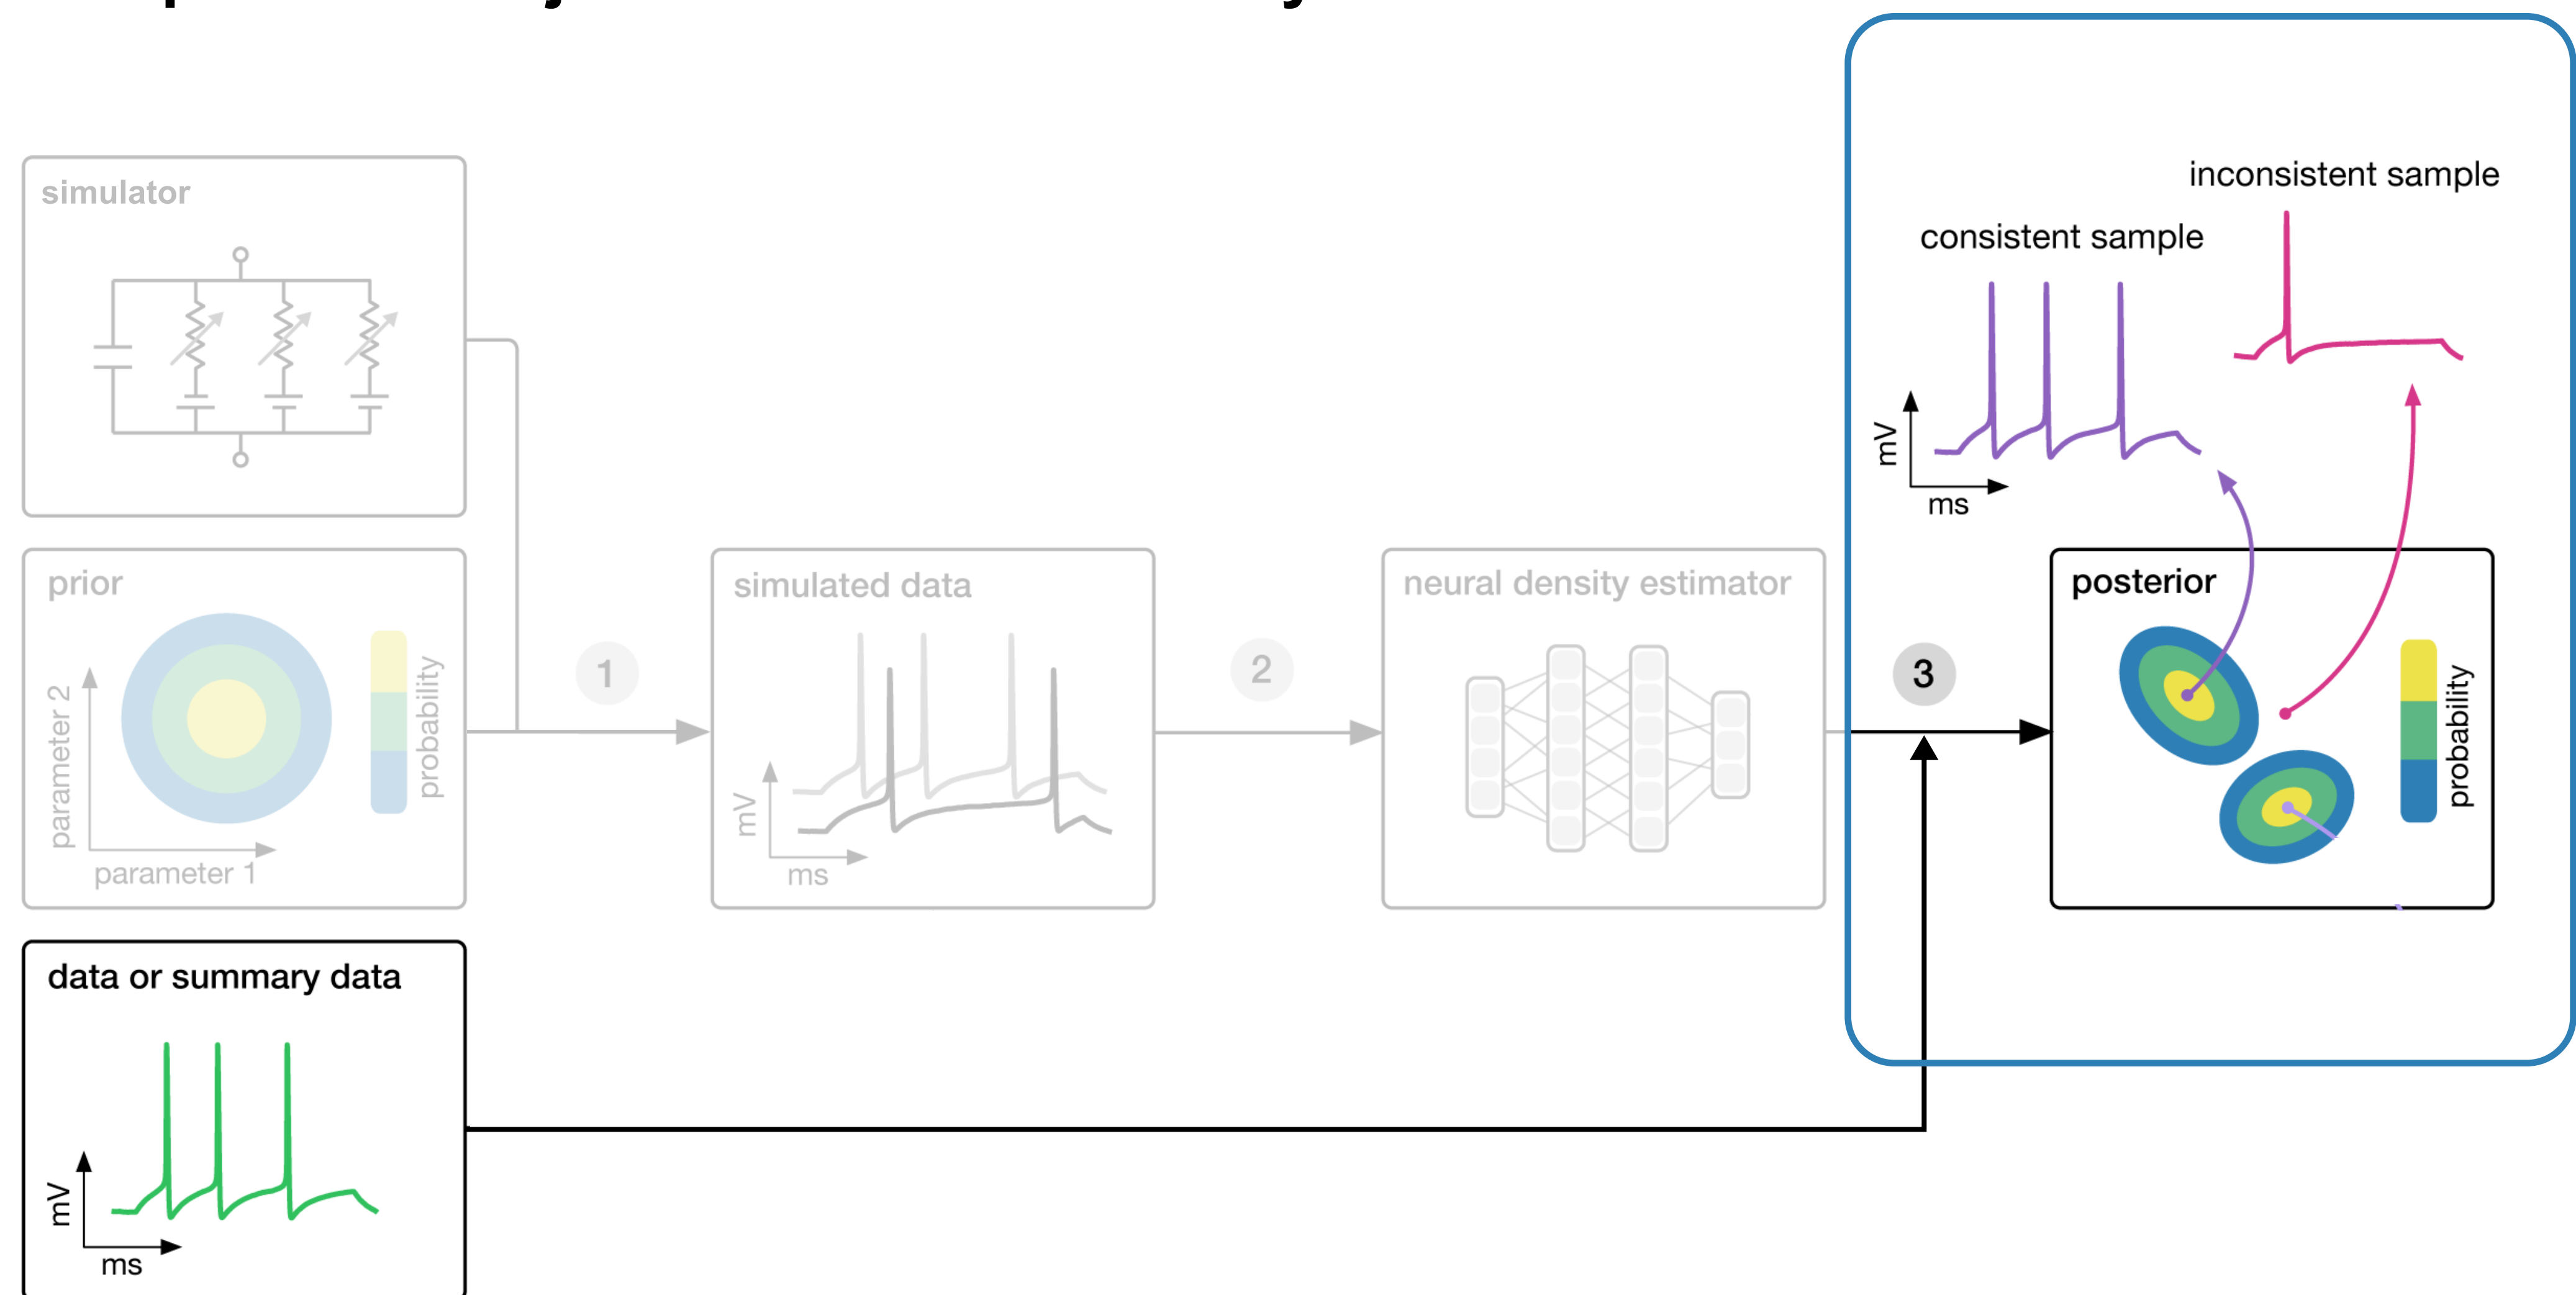 simulator
inconsistent sample
consistent sample
mV
ms
prior
parameter 2
parameter 1
probability
1
simulated data
mV
ms
2
neural density estimator
3
posterior
probability
data or summary data
mV
ms